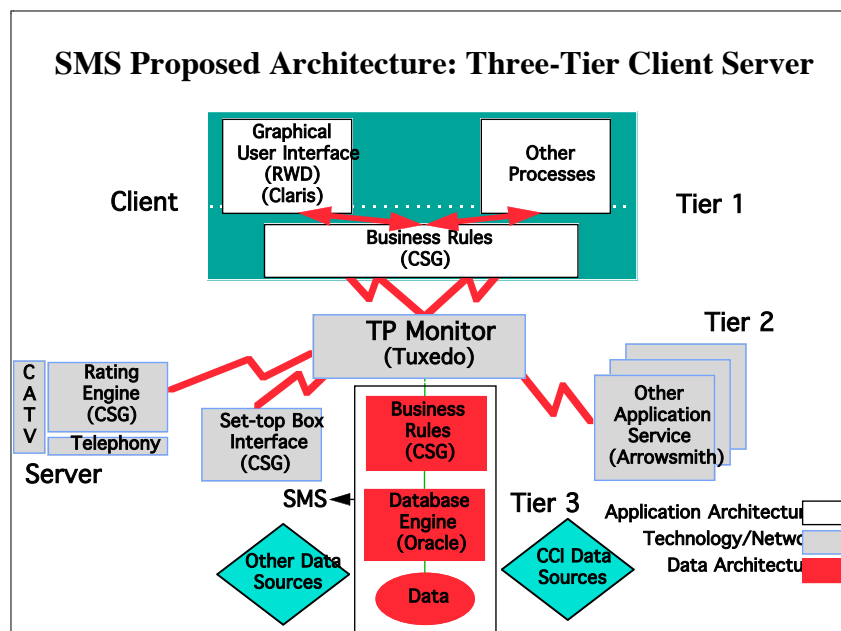 SMS Proposed Architecture: Three-Tier Client Server
Graphical
User Interface
(RWD)
(Claris)
Other
Processes
Client
Tier 1
Business Rules
(CSG)
TP Monitor
(Tuxedo)
Tier 2
C
A
T
V
Rating
Engine
(CSG)
Telephony
Server
Set-top Box
Interface
(CSG)
Business
Rules
(CSG)
Other
Application
Service
(Arrowsmith)
SMS
Database
Engine
(Oracle)
Tier 3
Other Data
Sources
CCI Data
Sources
Data
Application Architectur
Technology/Netwo
Data Architectu